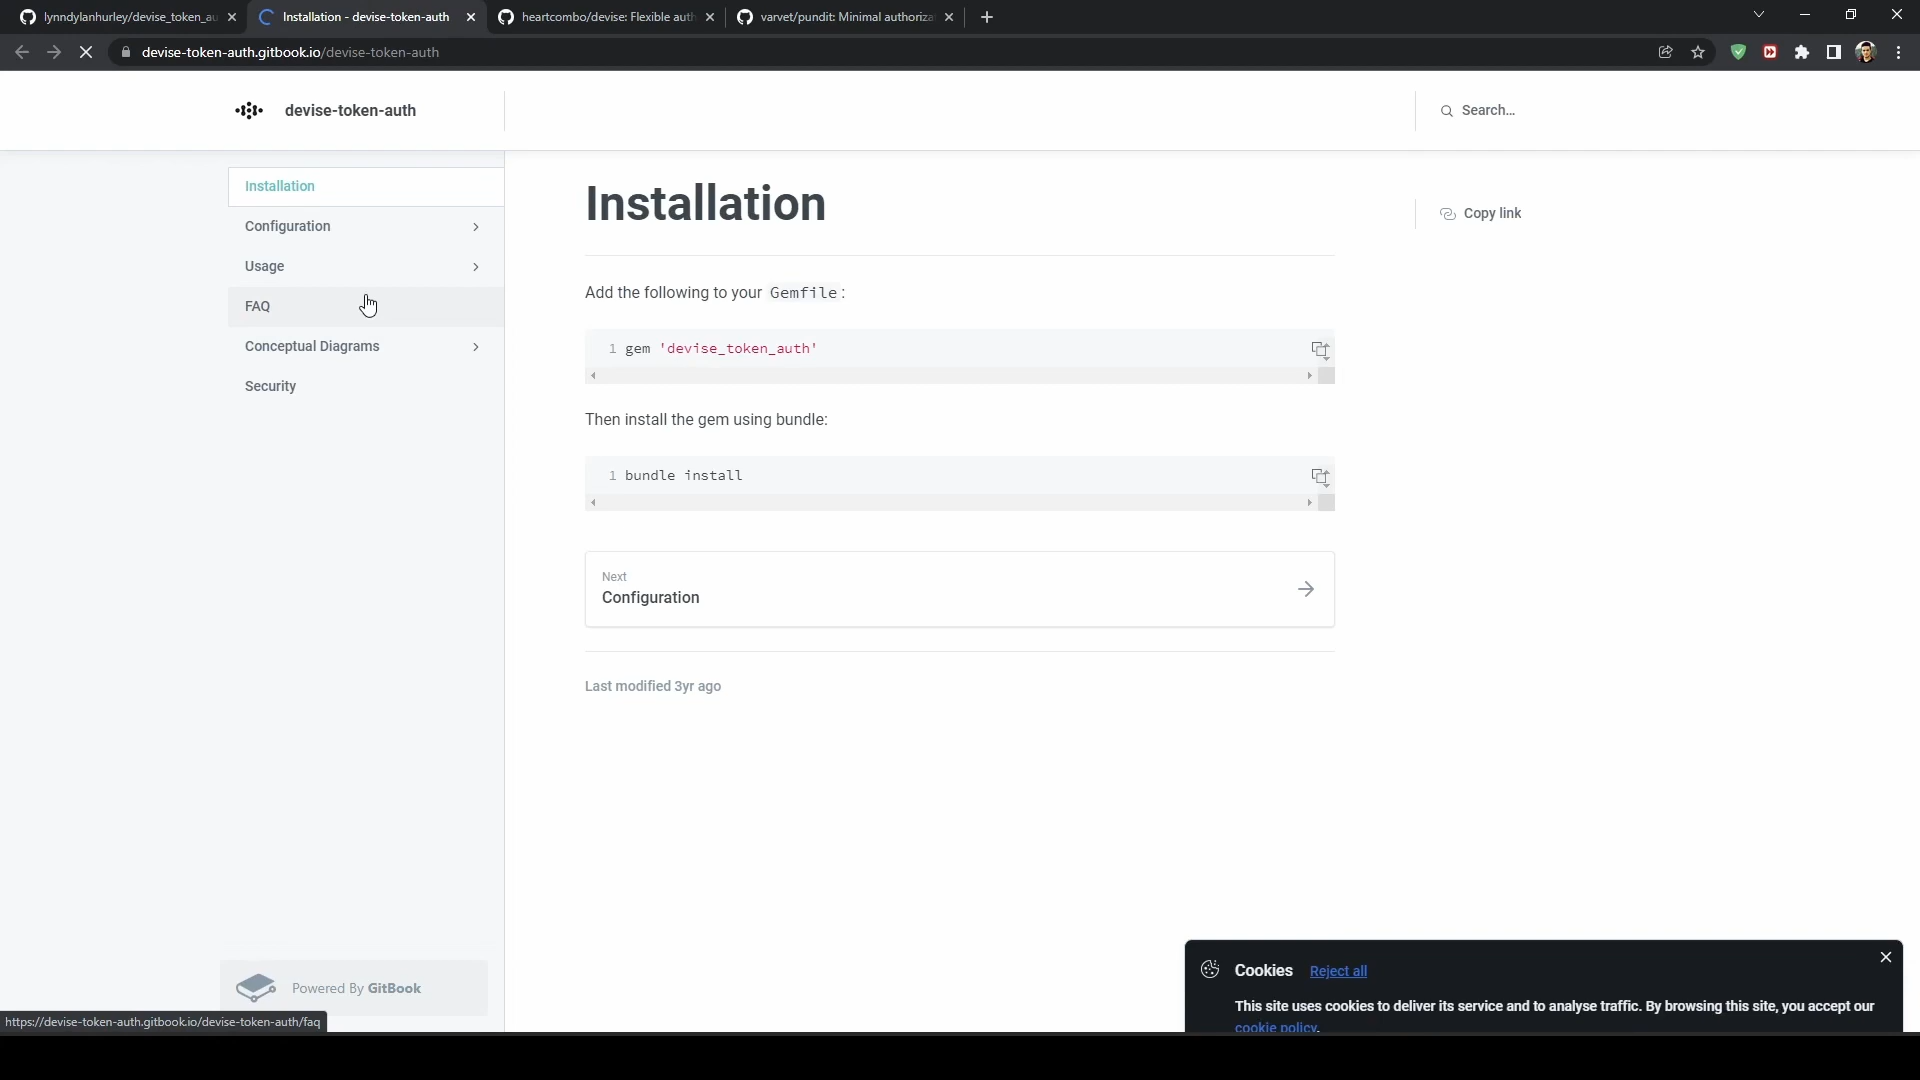 lynndylanhurley/devise_token_au
Installation - devise-token-auth
heartcombo/devise: Flexible auth
varvet/pundit: Minimal authoriza
devise-token-auth.gitbook.io/devise-token-auth
devise-token-auth
Search...
Installation
Configuration
Usage
FAQ
Conceptual Diagrams
Security
Installation
Copy link
Add the following to your Gemfile:
1 gem 'devise_token_auth'
Then install the gem using bundle:
1 bundle install
Next
Configuration
Last modified 3yr ago
Powered By GitBook
https://devise-token-auth.gitbook.io/devise-token-auth/faq
Cookies Reject all
This site uses cookies to deliver its service and to analyse traffic. By browsing this site, you accept our
cookie policy.